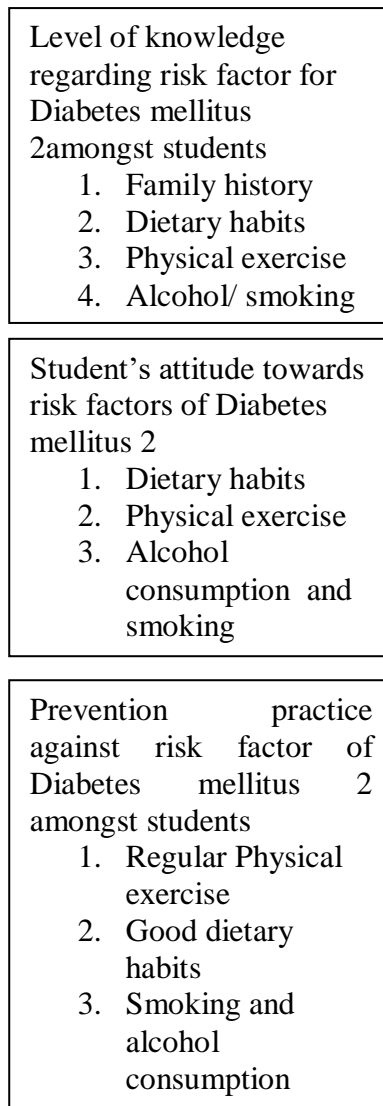 Level of knowledge
regarding risk factor for
Diabetes mellitus
2amongst students
1. Family history
2. Dietary habits
3. Physical exercise
4. Alcohol/ smoking
Student’s attitude towards
risk factors of Diabetes
mellitus 2
1. Dietary habits
2. Physical exercise
3. Alcohol
consumption and
smoking
Prevention practice
against risk factor of
Diabetes mellitus 2
amongst students
1. Regular Physical
exercise
2. Good dietary
habits
3. Smoking and
alcohol
consumption